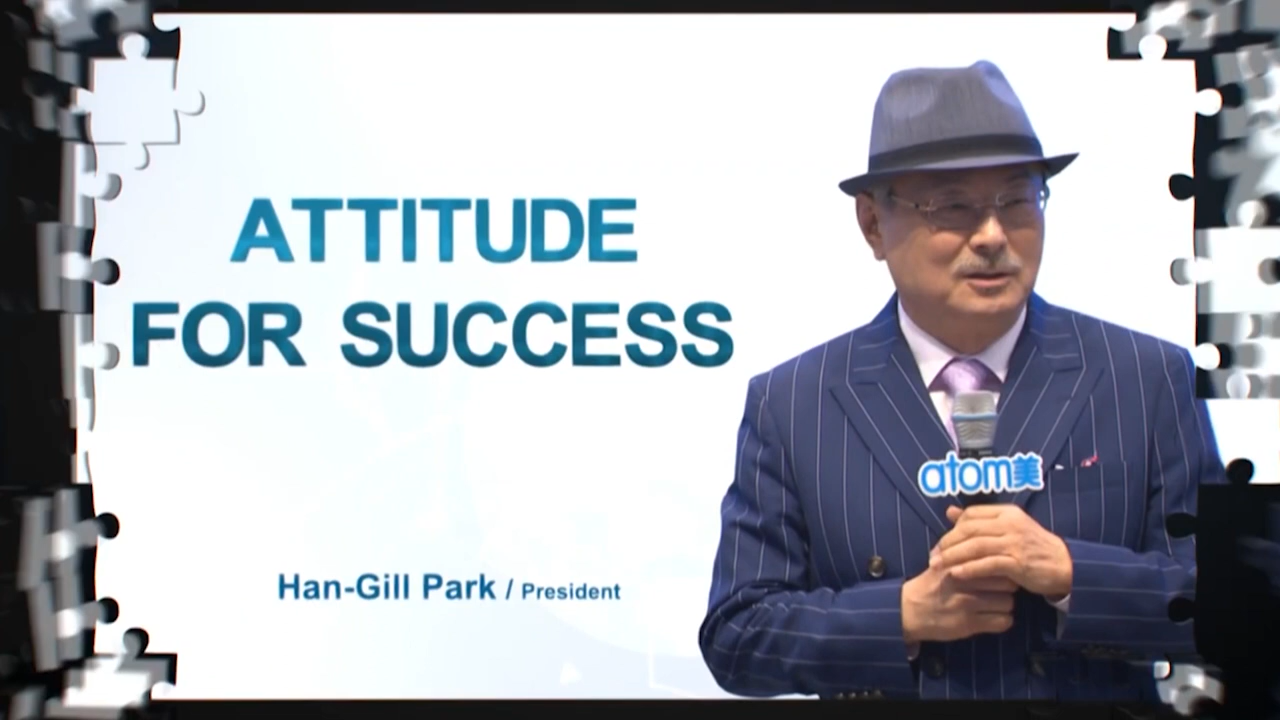 ATTITUDE
FOR SUCCESS
Han-Gill Park / President
atom美